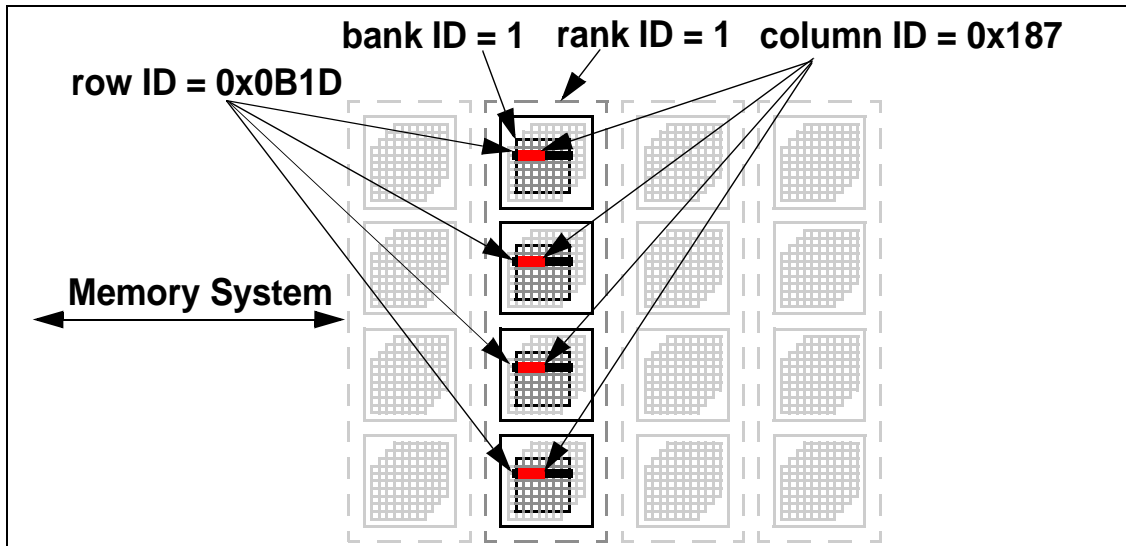 bank ID = 1
rank ID = 1
column ID = 0x187
row ID = 0x0B1D
Memory System